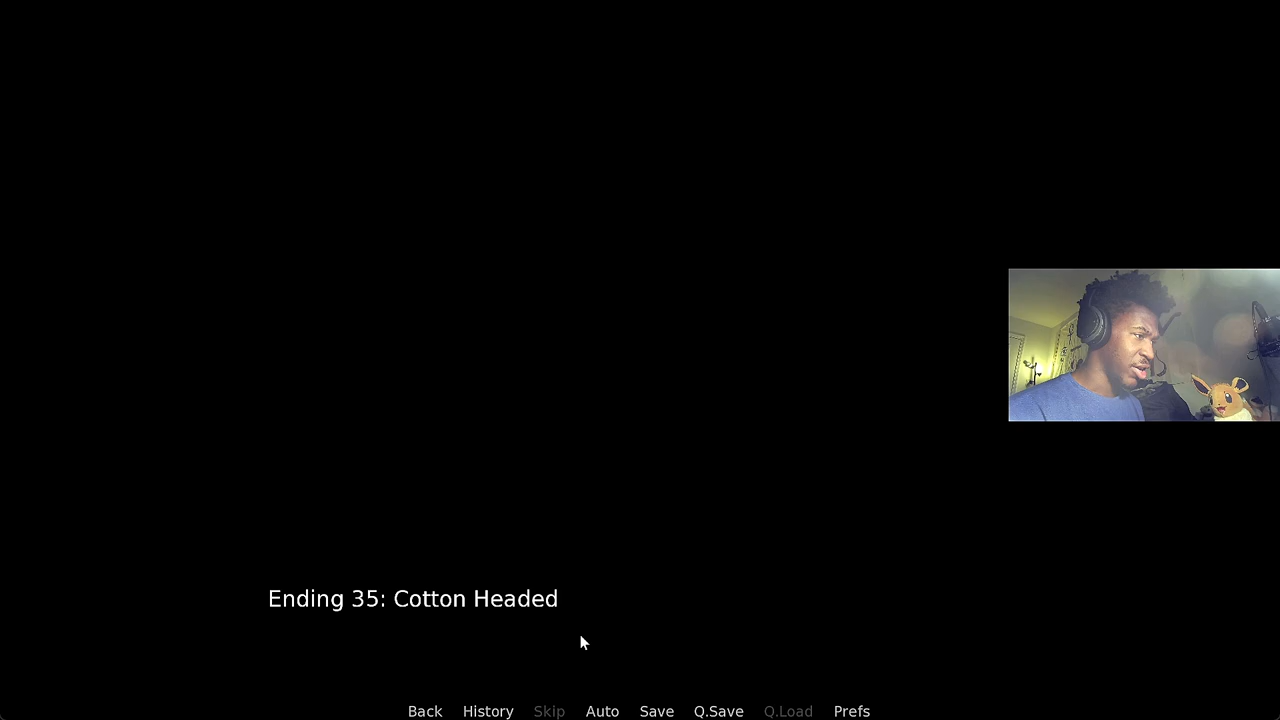 Ending 35: Cotton Headed
Back History Skip Auto Save Q.Save Q.Load Prefs